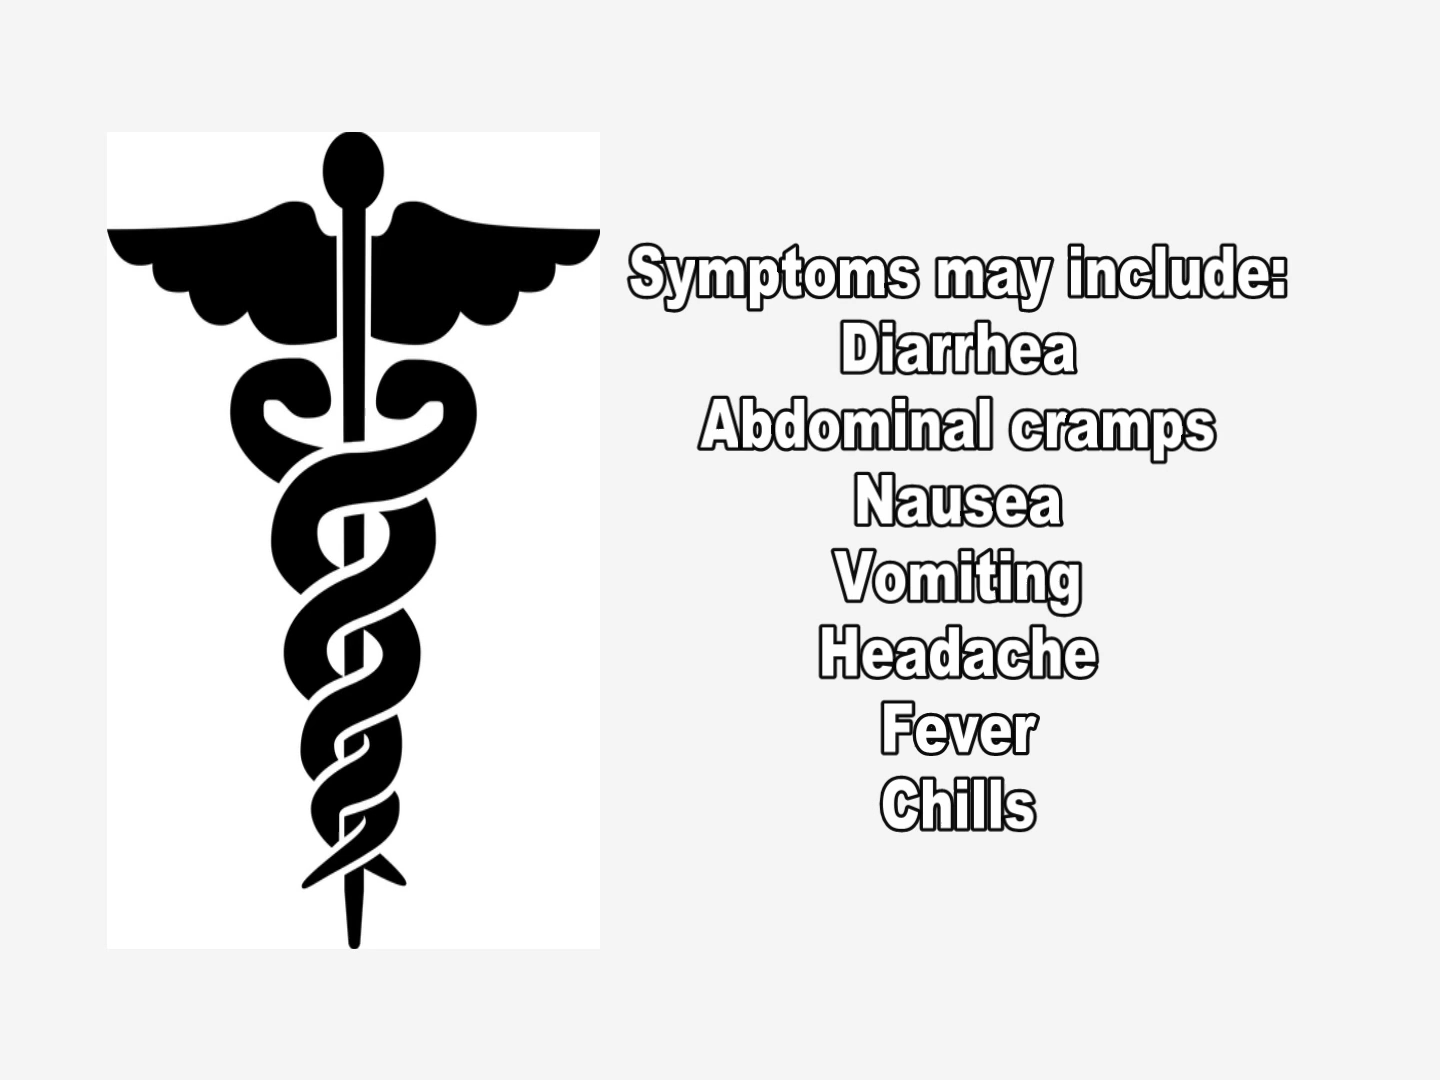 Symptoms may include:
Diarrhea
Abdominal cramps
Nausea
Vomiting
Headache
Fever
Chills